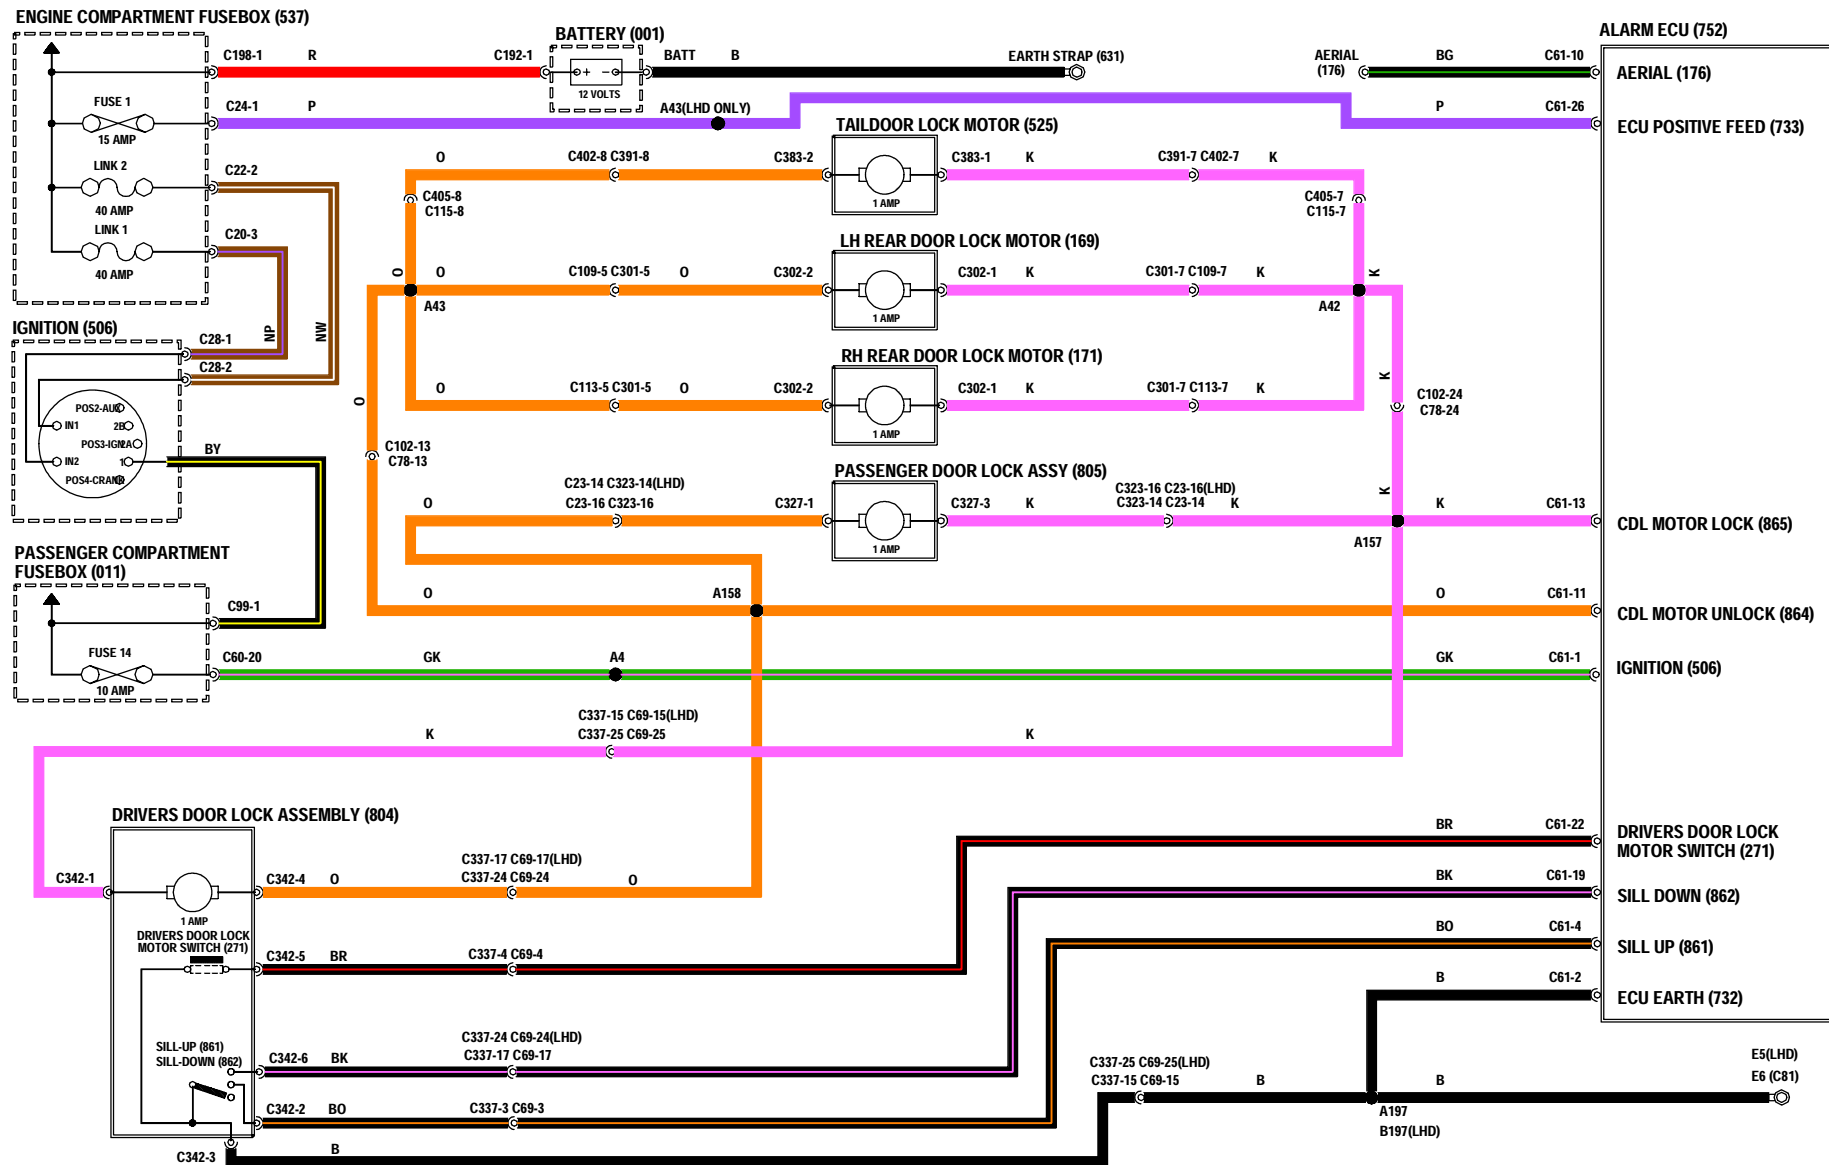 ENGINE COMPARTMENT FUSEBOX (537)
BATTERY (001)
ALARM ECU (752)
C198-1 R C192-1
BATT B EARTH STRAP (631)
AERIAL
(176)
BG C61-10
AERIAL (176)
12 VOLTS
FUSE 1
15 AMP
C24-1 P
A43(LHD ONLY)
P C61-26
ECU POSITIVE FEED (733)
TAILDOOR LOCK MOTOR (525)
LINK 2
40 AMP
C22-2
O C402-8 C391-8 C383-2
C383-1 K C391-7 C402-7 K
1 AMP
C405-8
C115-8
C405-7
C115-7
LINK 1
40 AMP
C20-3
LH REAR DOOR LOCK MOTOR (169)
O
O C109-5 C301-5 O C302-2
C302-1 K C301-7 C109-7 K
K
A43
A42
1 AMP
IGNITION (506)
C28-1
C28-2
NP
NW
RH REAR DOOR LOCK MOTOR (171)
O
O C113-5 C301-5 O C302-2
C302-1 K C301-7 C113-7 K
K
C102-24
C78-24
1 AMP
POS2-AUX
IN1 2B
POS3-IGN 2A
IN2 1
POS4-CRANK
BY
C102-13
C78-13
PASSENGER DOOR LOCK ASSY (805)
C23-14 C323-14(LHD)
O C23-16 C323-16 C327-1
C327-3 K
C323-16 C23-16(LHD)
C323-14 C23-14 K
K
K C61-13
CDL MOTOR LOCK (865)
A157
1 AMP
PASSENGER COMPARTMENT
FUSEBOX (011)
C99-1
O A158
O C61-11
CDL MOTOR UNLOCK (864)
FUSE 14
10 AMP
C60-20 GK A4
GK C61-1
IGNITION (506)
C337-15 C69-15(LHD)
K C337-25 C69-25 K
DRIVERS DOOR LOCK ASSEMBLY (804)
BR C61-22
DRIVERS DOOR LOCK
MOTOR SWITCH (271)
C342-1
C342-4 O
C337-17 C69-17(LHD)
C337-24 C69-24 O
1 AMP
BK C61-19
SILL DOWN (862)
DRIVERS DOOR LOCK
MOTOR SWITCH (271)
C342-5 BR C337-4 C69-4
BO C61-4
SILL UP (861)
B C61-2
ECU EARTH (732)
SILL-UP (861)
SILL-DOWN (862)
C342-6 BK
C337-24 C69-24(LHD)
C337-17 C69-17
C337-25 C69-25(LHD)
C337-15 C69-15 B
B
E5(LHD)
E6 (C81)
C342-2 BO C337-3 C69-3
A197
B197(LHD)
C342-3 B